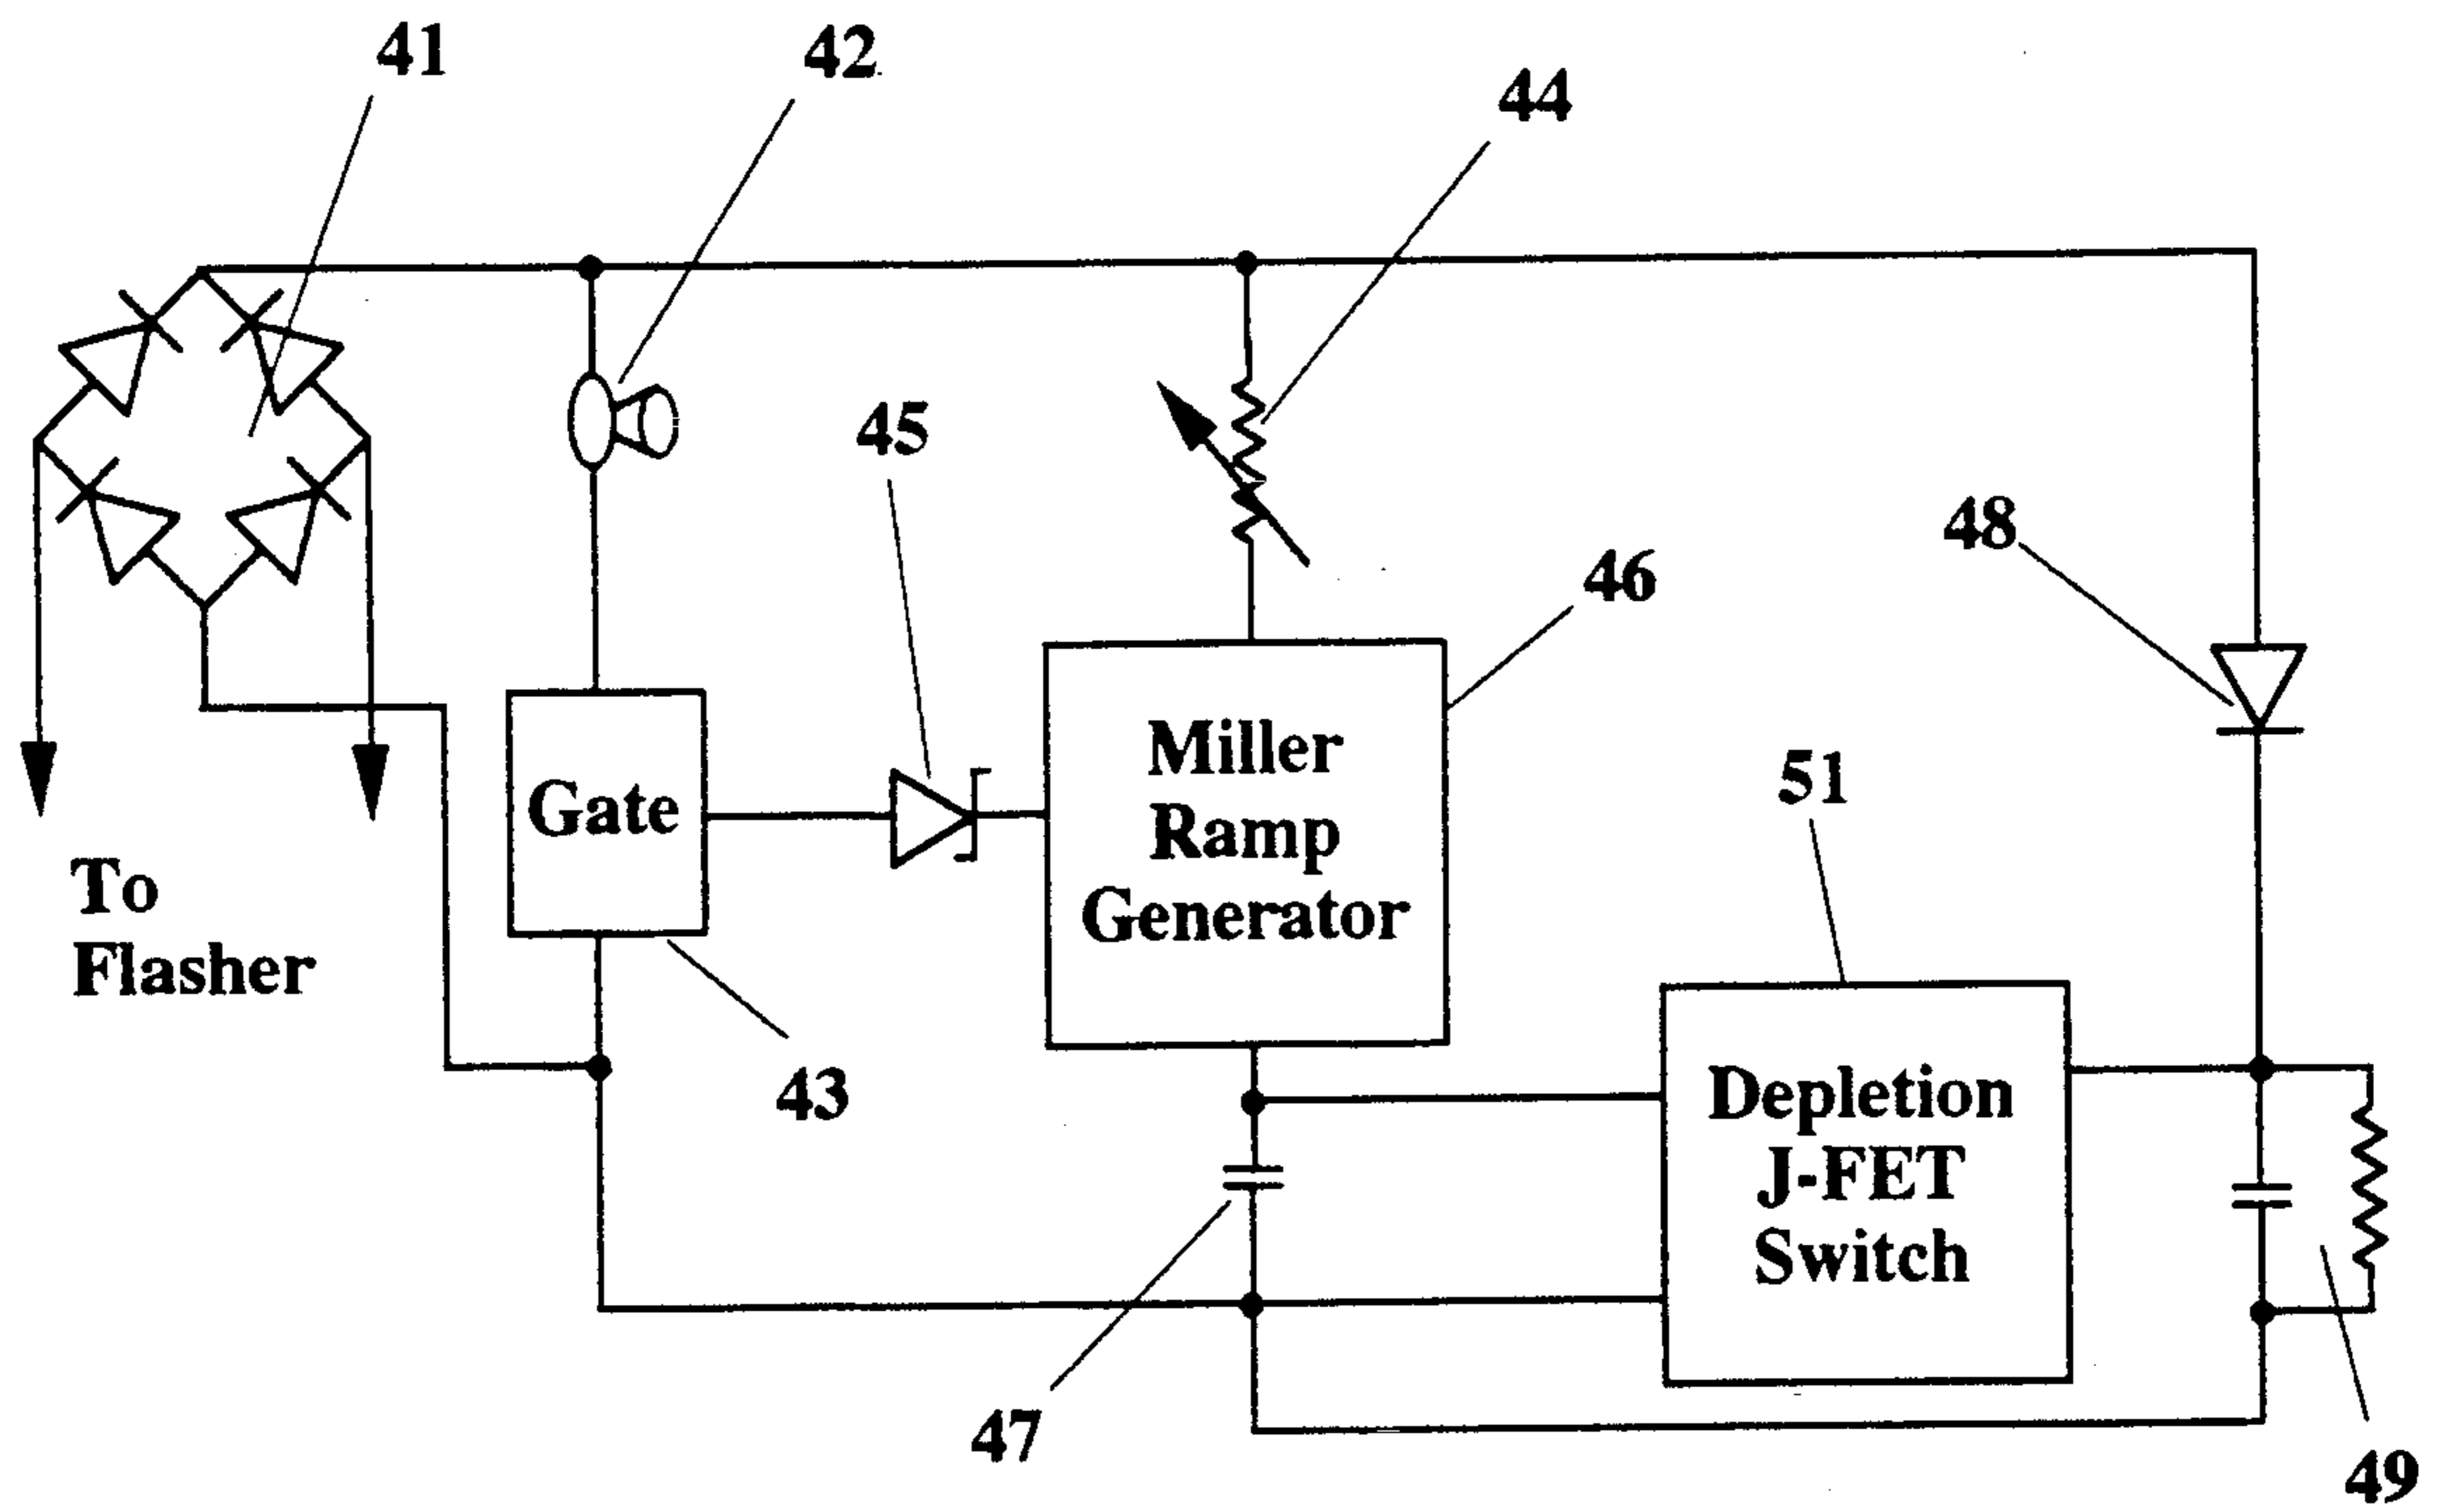 41
42
44
45
46
48
Miller
Ramp
Generator
51
Gate
To
Flasher
43
Depletion
J-FET
Switch
47
49